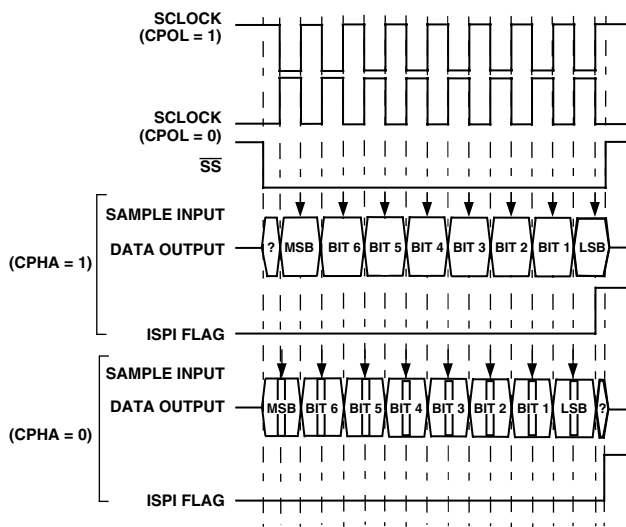 SCLOCK
(CPOL = 1)
SCLOCK
(CPOL = 0)
SS
SAMPLE INPUT
? MSB BIT 6 BIT 5 BIT 4 BIT 3 BIT 2 BIT 1 LSB
DATA OUTPUT
(CPHA = 1)
ISPI FLAG
SAMPLE INPUT
DATA OUTPUT
MSB BIT 6 BIT 5 BIT 4 BIT 3 BIT 2 BIT 1 LSB ?
(CPHA = 0)
ISPI FLAG